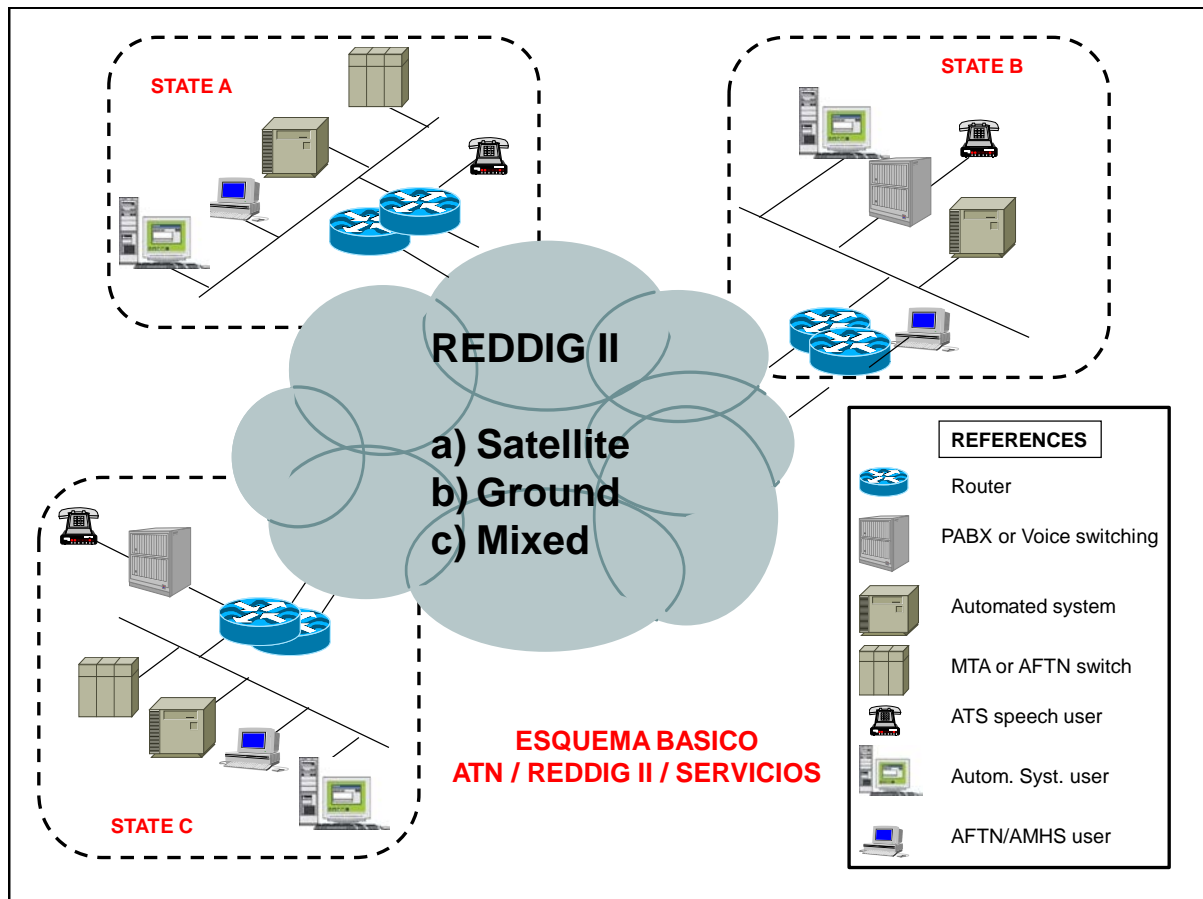 STATE A
STATE B
REDDIG II
a) Satellite
b) Ground
c) Mixed
REFERENCES
Router
PABX or Voice switching
Automated system
MTA or AFTN switch
ATS speech user
Autom. Syst. user
AFTN/AMHS user
ESQUEMA BASICO
ATN / REDDIG II / SERVICIOS
STATE C